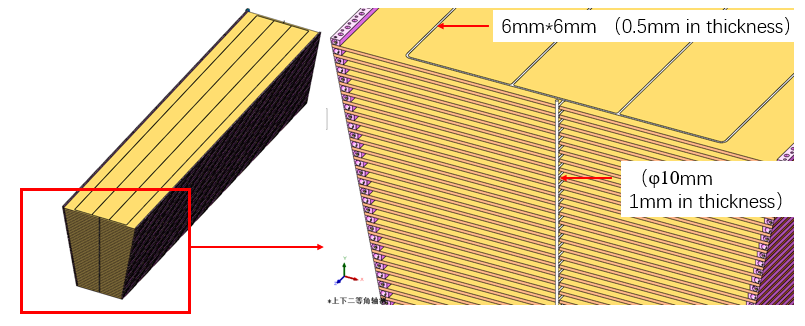 6mm*6mm （0.5mm in thickness）
（φ10mm
1mm in thickness）
*上下二等角轴